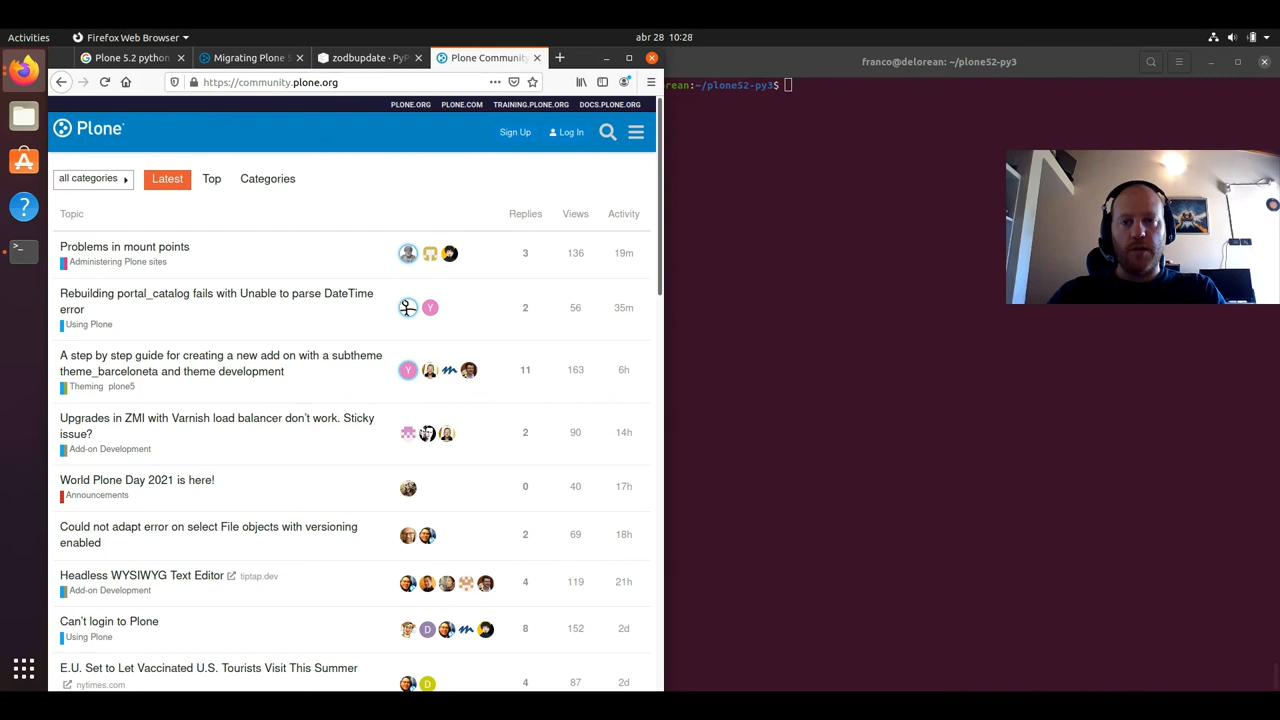 Activities
Firefox Web Browser
abr 28 10:28
Plone 5.2 python
Migrating Plone 5
zodbupdate · PyP
Plone Community
https://community.plone.org
franco@delorean: ~/plone52-py3
PLONE.ORG PLONE.COM TRAINING.PLONE.ORG DOCS.PLONE.ORG
rean:~/plone52-py3$
Plone
Sign Up Log In
all categories Latest Top Categories
Topic Replies Views Activity
Problems in mount points 3 136 19m
Administering Plone sites
Rebuilding portal_catalog fails with Unable to parse DateTime
error 2 56 35m
Using Plone
A step by step guide for creating a new add on with a subtheme
theme_barceloneta and theme development 11 163 6h
Theming plone5
Upgrades in ZMI with Varnish load balancer don't work. Sticky
issue? 2 90 14h
Add-on Development
World Plone Day 2021 is here! 0 40 17h
Announcements
Could not adapt error on select File objects with versioning
enabled 2 69 18h
Headless WYSIWYG Text Editor tiptap.dev 4 119 21h
Add-on Development
Can't login to Plone 8 152 2d
Using Plone
E.U. Set to Let Vaccinated U.S. Tourists Visit This Summer
nytimes.com 4 87 2d